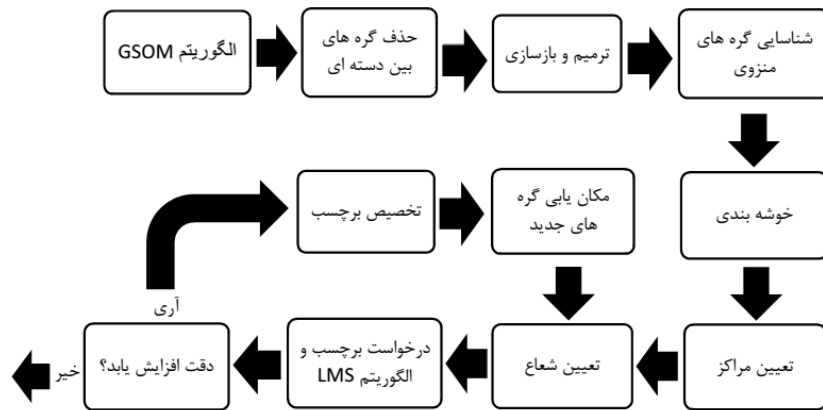 الگوریتم GSOM
حذف گره های
بین دسته ای
ترمیم و بازسازی
شناسایی گره های
منزوی
خوشه بندی
تعیین مراکز
تعیین شعاع
درخواست برچسب و
الگوریتم LMS
دقت افزایش یابد؟
خیر
آری
تخصیص برچسب
مکان یابی گره
های جدید